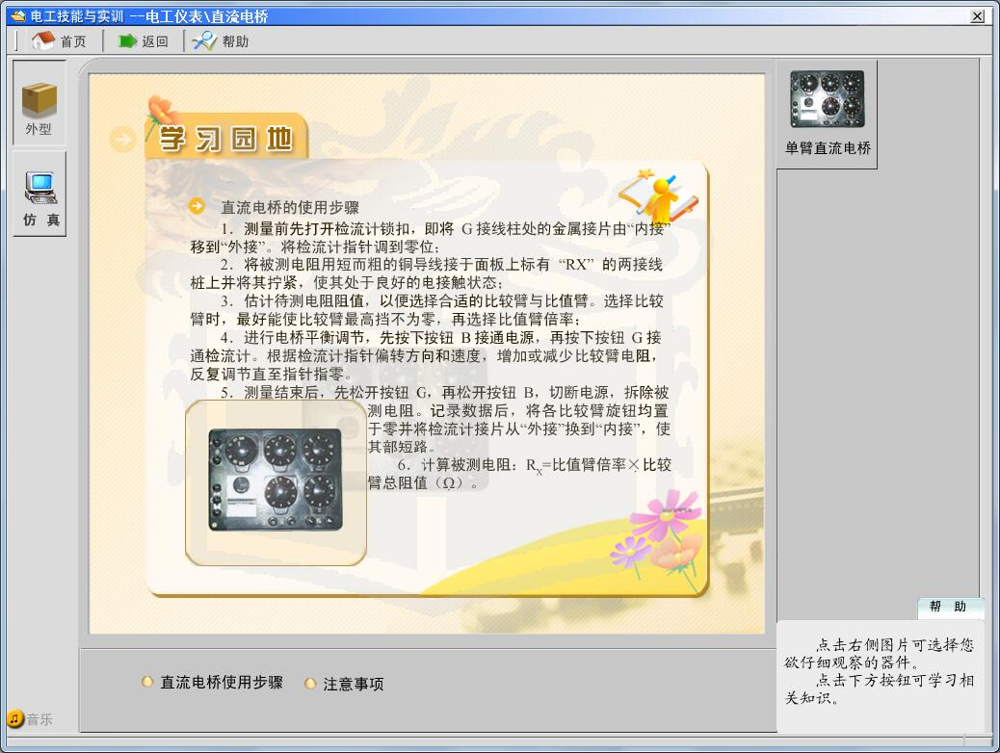 电工技能与实训 --电工仪表\直流电桥
首页
返回
帮助
外型
仿 真
学习园地
直流电桥的使用步骤
1．测量前先打开检流计锁扣，即将 G 接线柱处的金属接片由“内接”
移到“外接”。将检流计指针调到零位；
2．将被测电阻用短而粗的铜导线接于面板上标有 “RX” 的两接线
桩上并将其拧紧，使其处于良好的电接触状态；
3．估计待测电阻阻值，以便选择合适的比较臂与比值臂。选择比较
臂时，最好能使比较臂最高挡不为零，再选择比值臂倍率；
4．进行电桥平衡调节，先按下按钮 B 接通电源，再按下按钮 G 接
通检流计。根据检流计指针偏转方向和速度，增加或减少比较臂电阻，
反复调节直至指针指零。
5．测量结束后，先松开按钮 G，再松开按钮 B，切断电源，拆除被
测电阻。记录数据后，将各比较臂旋钮均置
于零并将检流计接片从“外接”换到“内接”，使
其部短路。
6．计算被测电阻：RX=比值臂倍率×比较
臂总阻值（Ω）。
单臂直流电桥
直流电桥使用步骤
注意事项
帮 助
点击右侧图片可选择您
欲仔细观察的器件。
点击下方按钮可学习相
关知识。
音乐